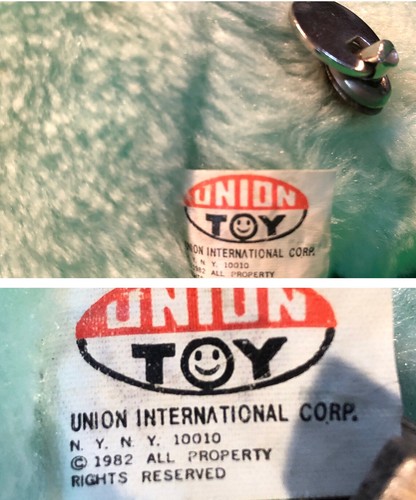 UNION
TOY
UNION INTERNATIONAL CORP.
N. Y. 10010
1982 ALL PROPERTY
UNION
TOY
UNION INTERNATIONAL CORP.
N. Y. N. Y. 10010
© 1982 ALL PROPERTY
RIGHTS RESERVED